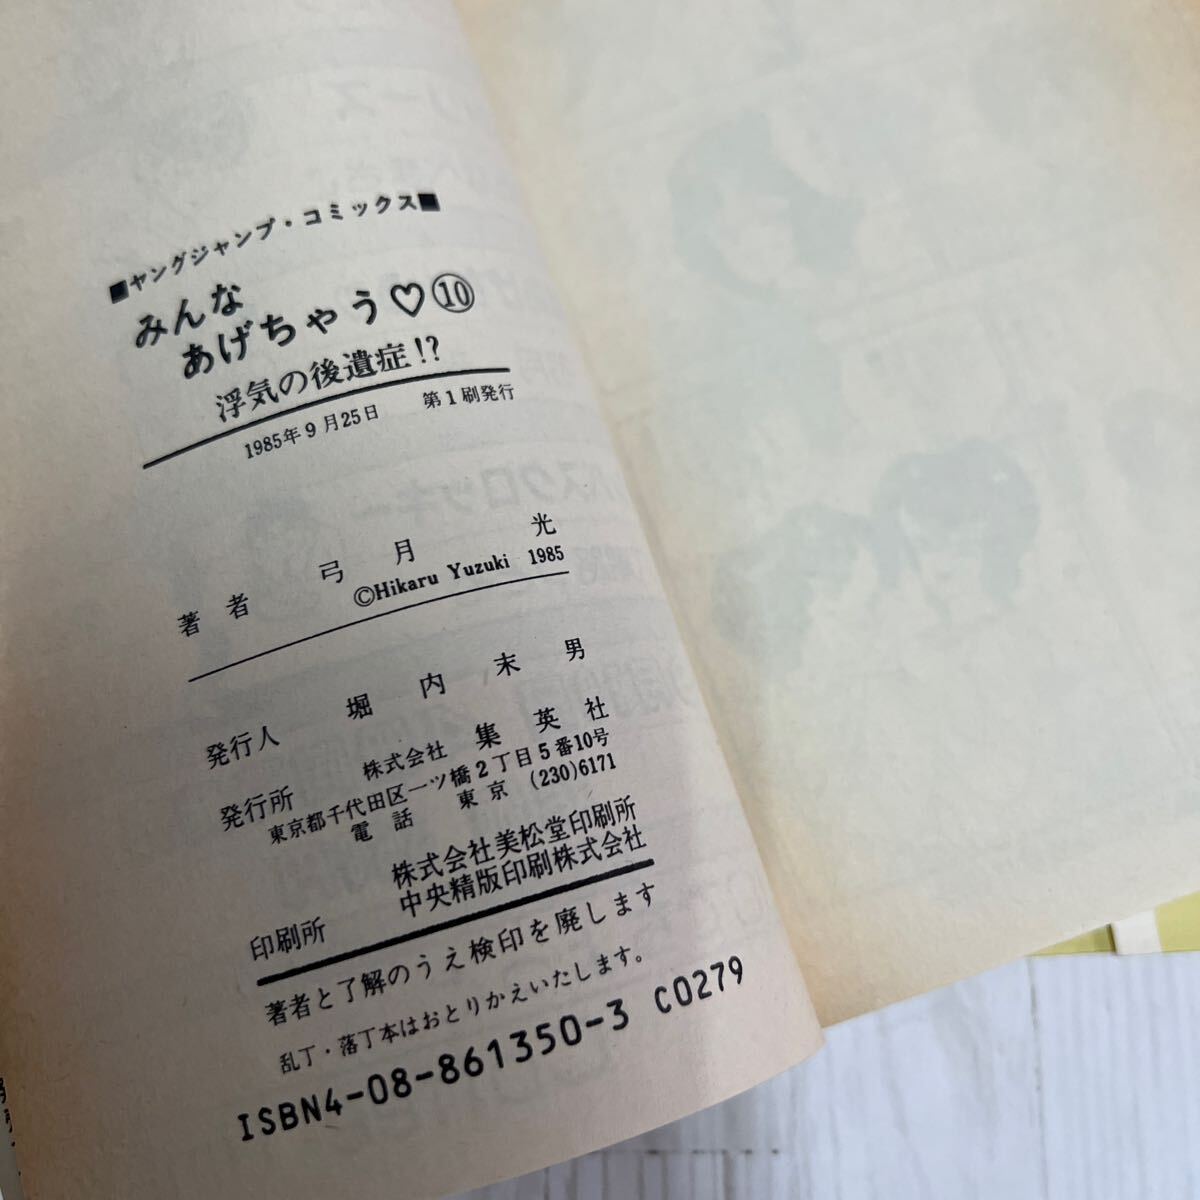 ■ヤングジャンプ・コミックス■
みんな
あげちゃう♡⑩
浮気の後遺症!?
1985年9月25日 第1刷発行
著者 弓月光
©Hikaru Yuzuki 1985
発行人 堀内末男
発行所 株式会社 集英社
東京都千代田区一ツ橋2丁目5番10号
電話 東京 (230)6171
株式会社美松堂印刷所
印刷所 中央精版印刷株式会社
著者と了解のうえ検印を廃します
乱丁・落丁本はおとりかえいたします。
ISBN4-08-861350-3 C0279